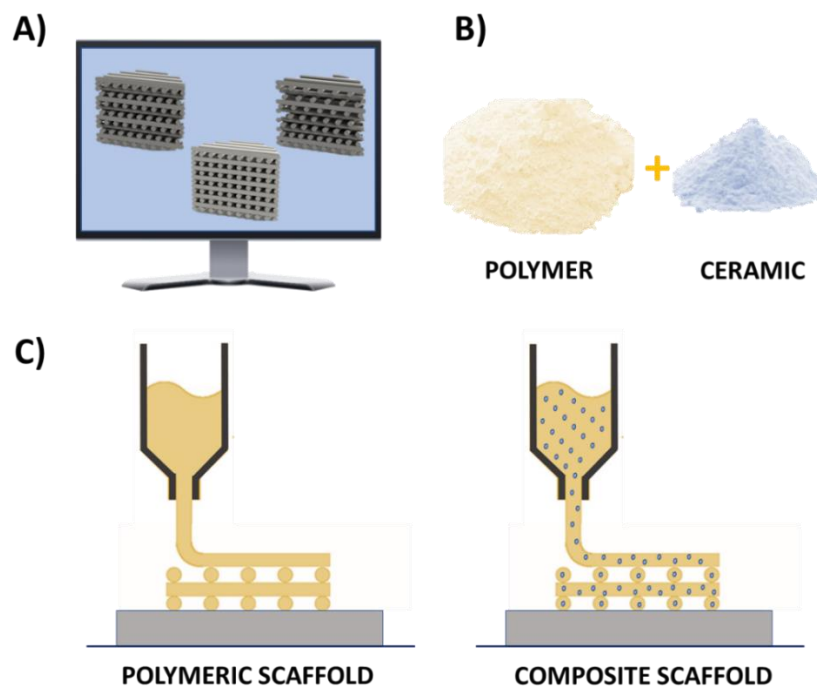 A)
B)
+
POLYMER
CERAMIC
C)
POLYMERIC SCAFFOLD
COMPOSITE SCAFFOLD